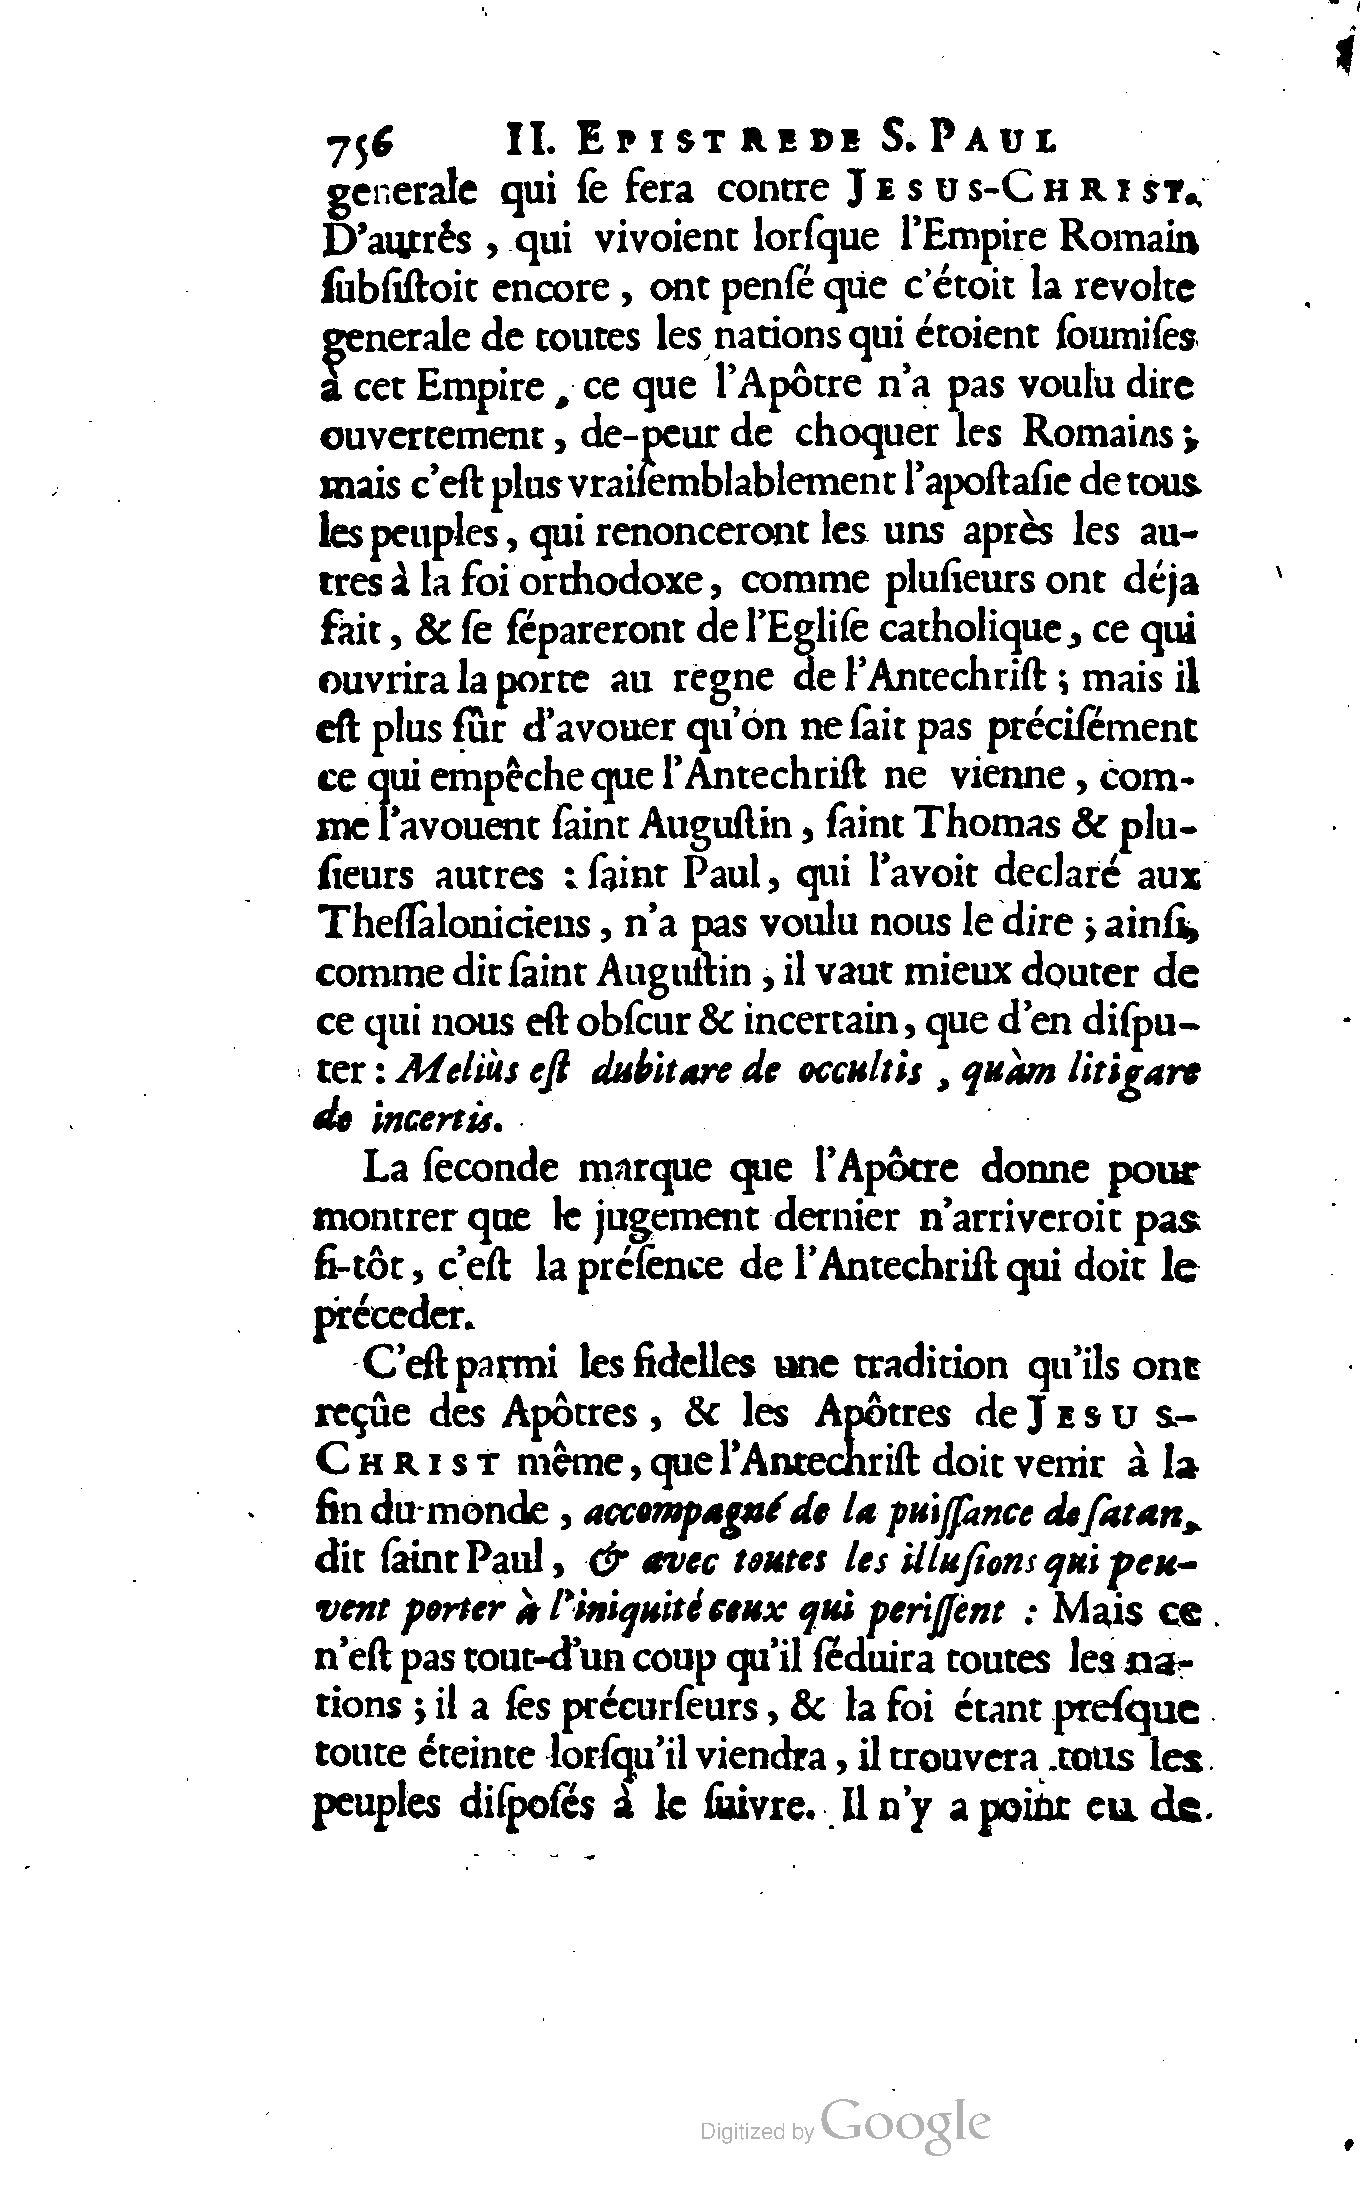 756 II. EPISTRE DE S. PAUL
generale qui ſe fera contre JESUS-CHRIST.
D'autrés , qui vivoient lorſque l'Empire Romain
ſubſiſtoit encore , ont penſé que c'étoit la revolte
generale de toutes les nations qui étoient ſoumiſes
à cet Empire , ce que l'Apôtre n'a pas voulu dire
ouvertement , de-peur de choquer les Romains ;
mais c'eſt plus vraiſemblablement l'apoſtaſie de tous
les peuples , qui renonceront les uns après les au-
tres à la foi orthodoxe, comme pluſieurs ont déja
fait , & ſe ſépareront de l'Egliſe catholique, ce qui
ouvrira la porte au regne de l'Antechriſt ; mais il
eſt plus ſûr d'avouer qu'on ne ſait pas préciſément
ce qui empêche que l'Antechriſt ne vienne , com-
me l'avouent ſaint Auguſtin , ſaint Thomas & plu-
ſieurs autres : ſaint Paul, qui l'avoit declaré aux
Theſſaloniciens , n'a pas voulu nous le dire ; ainſi,
comme dit ſaint Auguſtin , il vaut mieux douter de
ce qui nous eſt obſcur & incertain, que d'en diſpu-
ter : Meliùs eſt dubitare de occultis , quàm litigare
de incertis.
La ſeconde marque que l'Apôtre donne pour
montrer que le jugement dernier n'arriveroit pas
ſi-tôt , c'eſt la préſence de l'Antechriſt qui doit le
préceder.
C'eſt parmi les fidelles une tradition qu'ils ont
reçûe des Apôtres , & les Apôtres de JESUS-
CHRIST même, que l'Antechriſt doit venir à la
fin du monde , accompagné de la puiſſance de ſatan,
dit ſaint Paul , & avec toutes les illuſions qui peu-
vent porter à l'iniquité ceux qui periſſent : Mais ce
n'eſt pas tout-d'un coup qu'il ſéduira toutes les na-
tions ; il a ſes précurſeurs , & la foi étant preſque
toute éteinte lorſqu'il viendra , il trouvera tous les
peuples diſpoſés à le ſuivre. Il n'y a point eu de
Digitized by Google